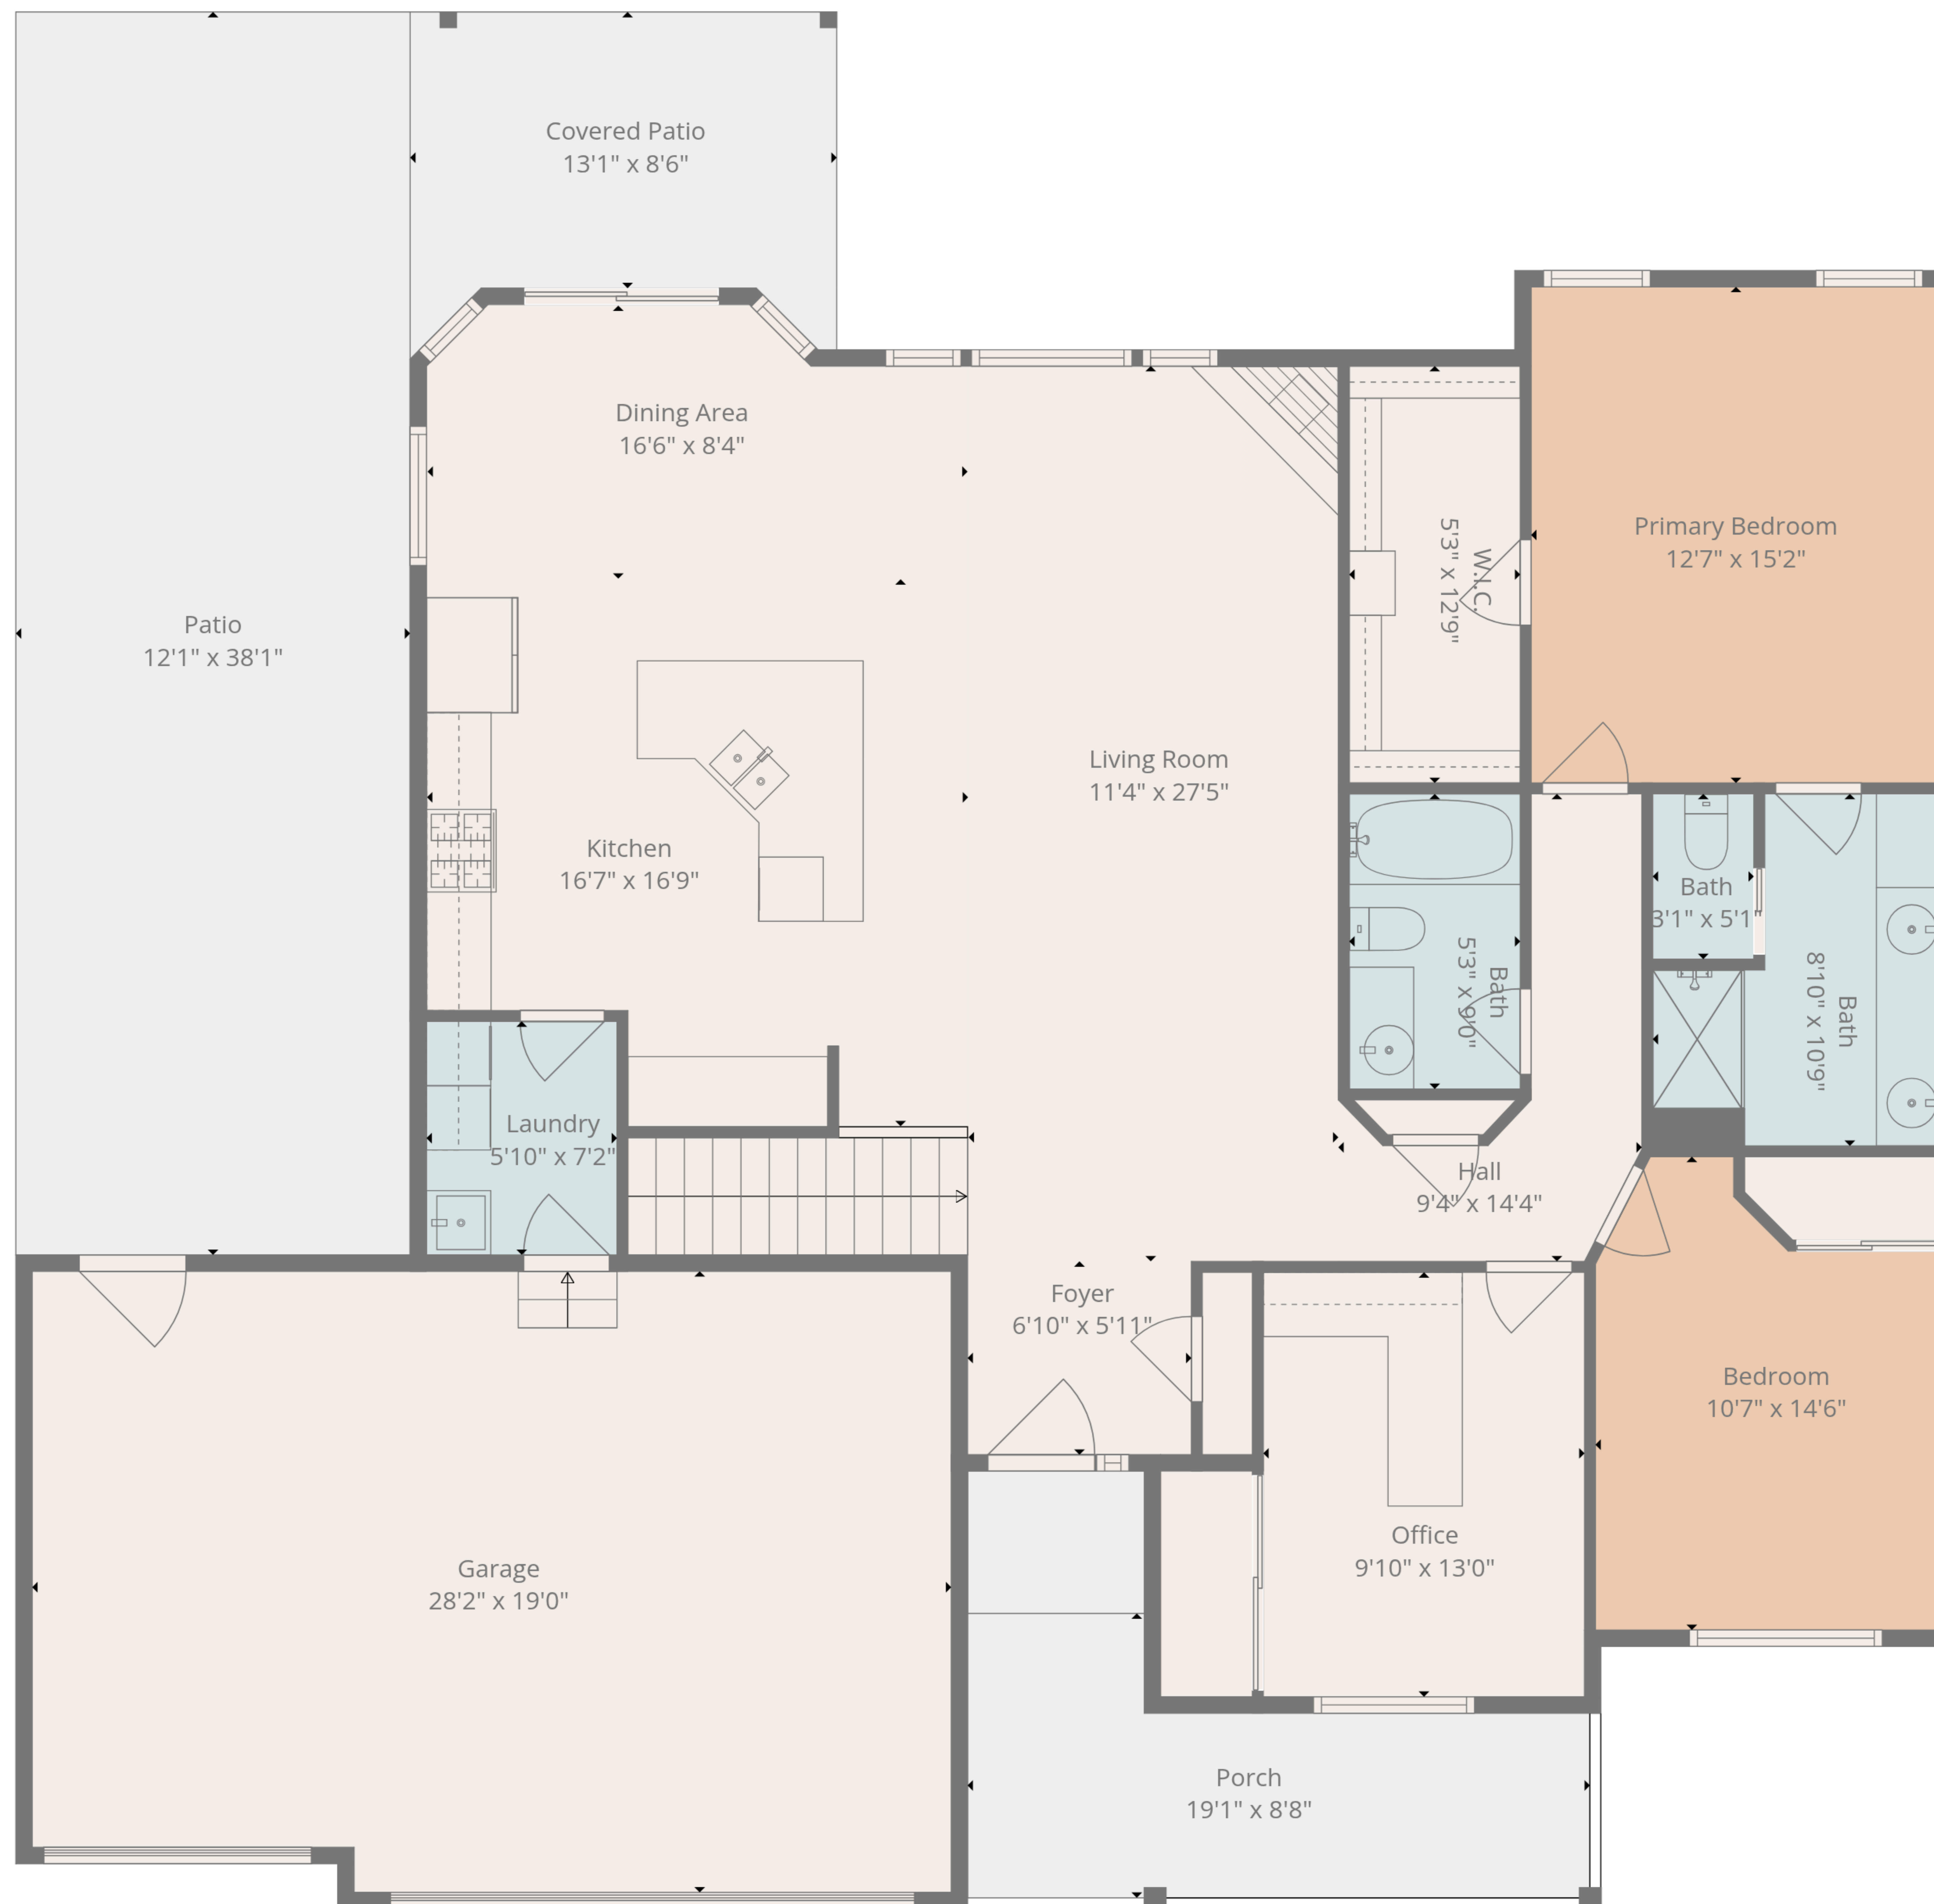 Covered Patio
13'1" x 8'6"
Dining Area
16'6" x 8'4"
Primary Bedroom
12'7" x 15'2"
W.I.C.
5'3" x 12'9"
Patio
12'1" x 38'1"
Living Room
11'4" x 27'5"
Kitchen
16'7" x 16'9"
Bath
3'1" x 5'1"
Bath
5'3" x 9'0"
Bath
8'10" x 10'9"
Laundry
5'10" x 7'2"
Hall
9'4" x 14'4"
Foyer
6'10" x 5'11"
Bedroom
10'7" x 14'6"
Office
9'10" x 13'0"
Garage
28'2" x 19'0"
Porch
19'1" x 8'8"